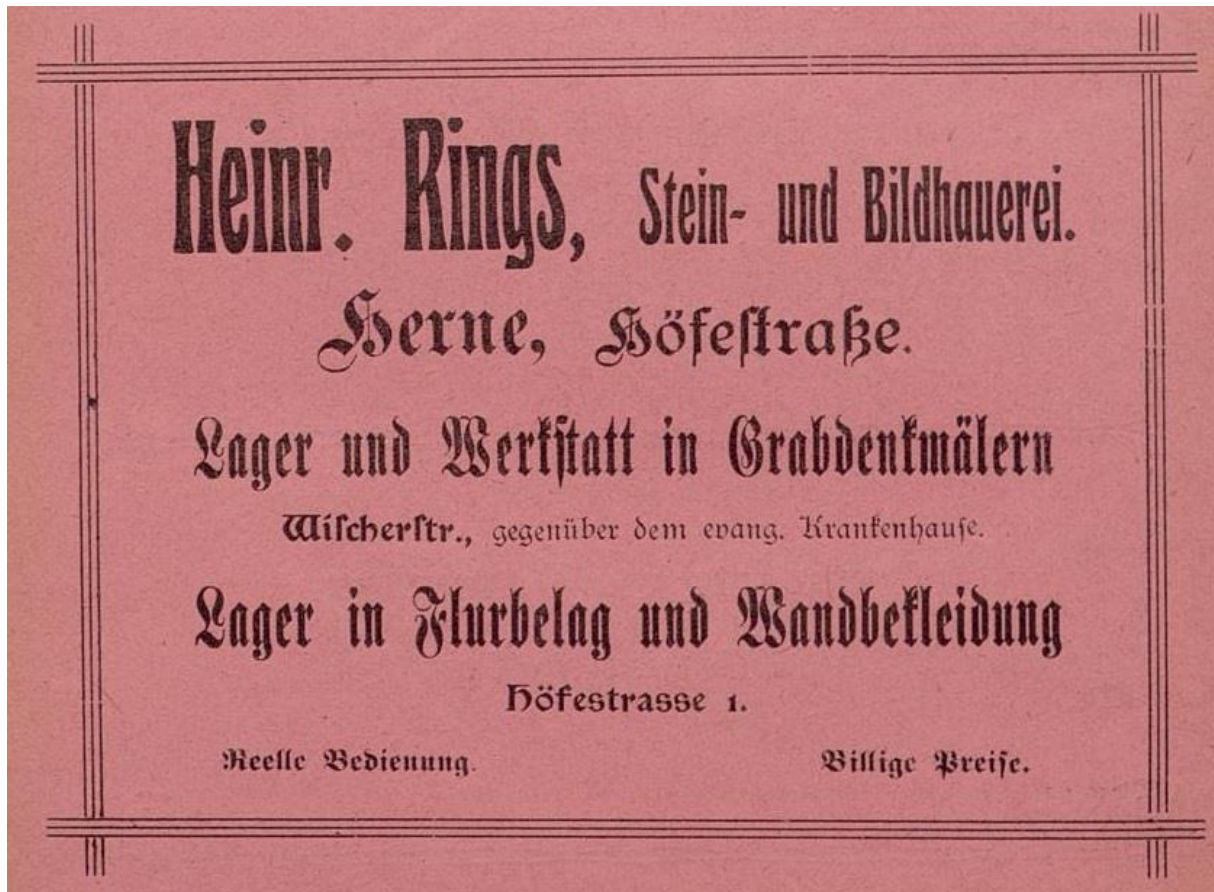 Heinr. Rings, Stein- und Bildhauerei.
Herne, Höfestraße.
Lager und Werkstatt in Grabdenkmälern
Wischerstr., gegenüber dem evang. Krankenhause.
Lager in Flurbelag und Wandbekleidung
Höfestrasse 1.
Reelle Bedienung. Billige Preise.